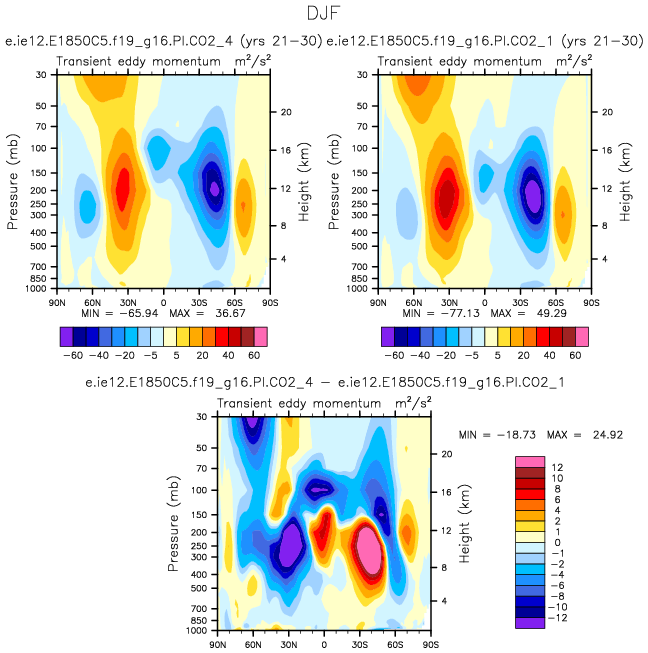 DJF
e.ie12.E1850C5.f19_g16.PI.CO2_4 (yrs 21-30) e.ie12.E1850C5.f19_g16.PI.CO2_1 (yrs 21-30)
Transient eddy momentum m²/s² Transient eddy momentum m²/s²
30 30
50 20 50 20
70 70
100 16 100 16
150 150
200 12 200 12
250 250
300 8 300 8
400 400
500 500
700 4 700 4
850 850
1000 1000
Pressure (mb) Height (km) Pressure (mb) Height (km)
90N 60N 30N 0 30S 60S 90S 90N 60N 30N 0 30S 60S 90S
MIN = -65.94 MAX = 36.67 MIN = -77.13 MAX = 49.29
-60 -40 -20 -5 5 20 40 60 -60 -40 -20 -5 5 20 40 60
e.ie12.E1850C5.f19_g16.PI.CO2_4 - e.ie12.E1850C5.f19_g16.PI.CO2_1
Transient eddy momentum m²/s²
MIN = -18.73 MAX = 24.92
30
50 20
70
100 16
150
200 12
250
300 8
400
500
700 4
850
1000
Pressure (mb) Height (km)
90N 60N 30N 0 30S 60S 90S
12
10
8
6
4
2
1
0
-1
-2
-4
-6
-8
-10
-12